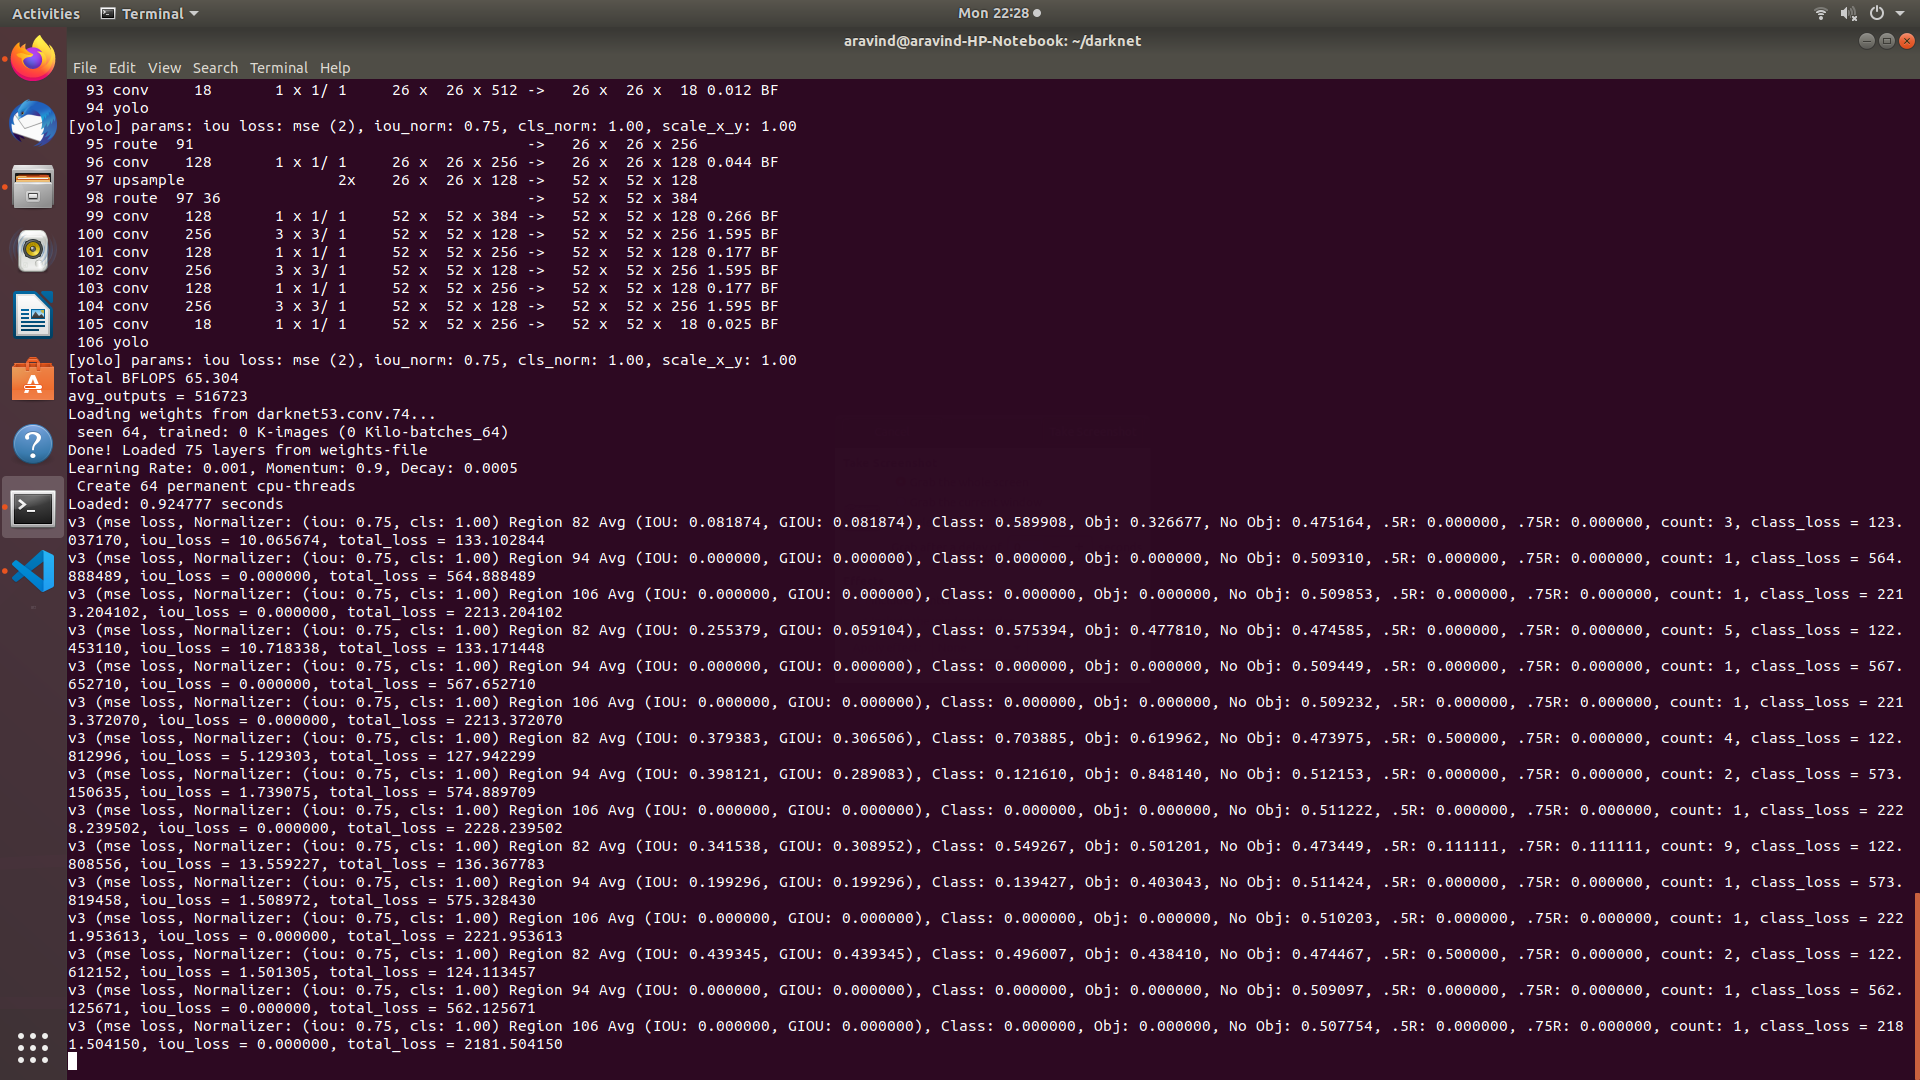 Activities Terminal Mon 22:28
aravind@aravind-HP-Notebook: ~/darknet
File Edit View Search Terminal Help
93 conv 18 1 x 1/ 1 26 x 26 x 512 -> 26 x 26 x 18 0.012 BF
94 yolo
[yolo] params: iou loss: mse (2), iou_norm: 0.75, cls_norm: 1.00, scale_x_y: 1.00
95 route 91 -> 26 x 26 x 256
96 conv 128 1 x 1/ 1 26 x 26 x 256 -> 26 x 26 x 128 0.044 BF
97 upsample 2x 26 x 26 x 128 -> 52 x 52 x 128
98 route 97 36 -> 52 x 52 x 384
99 conv 128 1 x 1/ 1 52 x 52 x 384 -> 52 x 52 x 128 0.266 BF
100 conv 256 3 x 3/ 1 52 x 52 x 128 -> 52 x 52 x 256 1.595 BF
101 conv 128 1 x 1/ 1 52 x 52 x 256 -> 52 x 52 x 128 0.177 BF
102 conv 256 3 x 3/ 1 52 x 52 x 128 -> 52 x 52 x 256 1.595 BF
103 conv 128 1 x 1/ 1 52 x 52 x 256 -> 52 x 52 x 128 0.177 BF
104 conv 256 3 x 3/ 1 52 x 52 x 128 -> 52 x 52 x 256 1.595 BF
105 conv 18 1 x 1/ 1 52 x 52 x 256 -> 52 x 52 x 18 0.025 BF
106 yolo
[yolo] params: iou loss: mse (2), iou_norm: 0.75, cls_norm: 1.00, scale_x_y: 1.00
Total BFLOPS 65.304
avg_outputs = 516723
Loading weights from darknet53.conv.74...
seen 64, trained: 0 K-images (0 Kilo-batches_64)
Done! Loaded 75 layers from weights-file
Learning Rate: 0.001, Momentum: 0.9, Decay: 0.0005
Create 64 permanent cpu-threads
Loaded: 0.924777 seconds
v3 (mse loss, Normalizer: (iou: 0.75, cls: 1.00) Region 82 Avg (IOU: 0.081874, GIOU: 0.081874), Class: 0.589908, Obj: 0.326677, No Obj: 0.475164, .5R: 0.000000, .75R: 0.000000, count: 3, class_loss = 123.
037170, iou_loss = 10.065674, total_loss = 133.102844
v3 (mse loss, Normalizer: (iou: 0.75, cls: 1.00) Region 94 Avg (IOU: 0.000000, GIOU: 0.000000), Class: 0.000000, Obj: 0.000000, No Obj: 0.509310, .5R: 0.000000, .75R: 0.000000, count: 1, class_loss = 564.
888489, iou_loss = 0.000000, total_loss = 564.888489
v3 (mse loss, Normalizer: (iou: 0.75, cls: 1.00) Region 106 Avg (IOU: 0.000000, GIOU: 0.000000), Class: 0.000000, Obj: 0.000000, No Obj: 0.509853, .5R: 0.000000, .75R: 0.000000, count: 1, class_loss = 221
3.204102, iou_loss = 0.000000, total_loss = 2213.204102
v3 (mse loss, Normalizer: (iou: 0.75, cls: 1.00) Region 82 Avg (IOU: 0.255379, GIOU: 0.059104), Class: 0.575394, Obj: 0.477810, No Obj: 0.474585, .5R: 0.000000, .75R: 0.000000, count: 5, class_loss = 122.
453110, iou_loss = 10.718338, total_loss = 133.171448
v3 (mse loss, Normalizer: (iou: 0.75, cls: 1.00) Region 94 Avg (IOU: 0.000000, GIOU: 0.000000), Class: 0.000000, Obj: 0.000000, No Obj: 0.509449, .5R: 0.000000, .75R: 0.000000, count: 1, class_loss = 567.
652710, iou_loss = 0.000000, total_loss = 567.652710
v3 (mse loss, Normalizer: (iou: 0.75, cls: 1.00) Region 106 Avg (IOU: 0.000000, GIOU: 0.000000), Class: 0.000000, Obj: 0.000000, No Obj: 0.509232, .5R: 0.000000, .75R: 0.000000, count: 1, class_loss = 221
3.372070, iou_loss = 0.000000, total_loss = 2213.372070
v3 (mse loss, Normalizer: (iou: 0.75, cls: 1.00) Region 82 Avg (IOU: 0.379383, GIOU: 0.306506), Class: 0.703885, Obj: 0.619962, No Obj: 0.473975, .5R: 0.500000, .75R: 0.000000, count: 4, class_loss = 122.
812996, iou_loss = 5.129303, total_loss = 127.942299
v3 (mse loss, Normalizer: (iou: 0.75, cls: 1.00) Region 94 Avg (IOU: 0.398121, GIOU: 0.289083), Class: 0.121610, Obj: 0.848140, No Obj: 0.512153, .5R: 0.000000, .75R: 0.000000, count: 2, class_loss = 573.
150635, iou_loss = 1.739075, total_loss = 574.889709
v3 (mse loss, Normalizer: (iou: 0.75, cls: 1.00) Region 106 Avg (IOU: 0.000000, GIOU: 0.000000), Class: 0.000000, Obj: 0.000000, No Obj: 0.511222, .5R: 0.000000, .75R: 0.000000, count: 1, class_loss = 222
8.239502, iou_loss = 0.000000, total_loss = 2228.239502
v3 (mse loss, Normalizer: (iou: 0.75, cls: 1.00) Region 82 Avg (IOU: 0.341538, GIOU: 0.308952), Class: 0.549267, Obj: 0.501201, No Obj: 0.473449, .5R: 0.111111, .75R: 0.111111, count: 9, class_loss = 122.
808556, iou_loss = 13.559227, total_loss = 136.367783
v3 (mse loss, Normalizer: (iou: 0.75, cls: 1.00) Region 94 Avg (IOU: 0.199296, GIOU: 0.199296), Class: 0.139427, Obj: 0.403043, No Obj: 0.511424, .5R: 0.000000, .75R: 0.000000, count: 1, class_loss = 573.
819458, iou_loss = 1.508972, total_loss = 575.328430
v3 (mse loss, Normalizer: (iou: 0.75, cls: 1.00) Region 106 Avg (IOU: 0.000000, GIOU: 0.000000), Class: 0.000000, Obj: 0.000000, No Obj: 0.510203, .5R: 0.000000, .75R: 0.000000, count: 1, class_loss = 222
1.953613, iou_loss = 0.000000, total_loss = 2221.953613
v3 (mse loss, Normalizer: (iou: 0.75, cls: 1.00) Region 82 Avg (IOU: 0.439345, GIOU: 0.439345), Class: 0.496007, Obj: 0.438410, No Obj: 0.474467, .5R: 0.500000, .75R: 0.000000, count: 2, class_loss = 122.
612152, iou_loss = 1.501305, total_loss = 124.113457
v3 (mse loss, Normalizer: (iou: 0.75, cls: 1.00) Region 94 Avg (IOU: 0.000000, GIOU: 0.000000), Class: 0.000000, Obj: 0.000000, No Obj: 0.509097, .5R: 0.000000, .75R: 0.000000, count: 1, class_loss = 562.
125671, iou_loss = 0.000000, total_loss = 562.125671
v3 (mse loss, Normalizer: (iou: 0.75, cls: 1.00) Region 106 Avg (IOU: 0.000000, GIOU: 0.000000), Class: 0.000000, Obj: 0.000000, No Obj: 0.507754, .5R: 0.000000, .75R: 0.000000, count: 1, class_loss = 218
1.504150, iou_loss = 0.000000, total_loss = 2181.504150